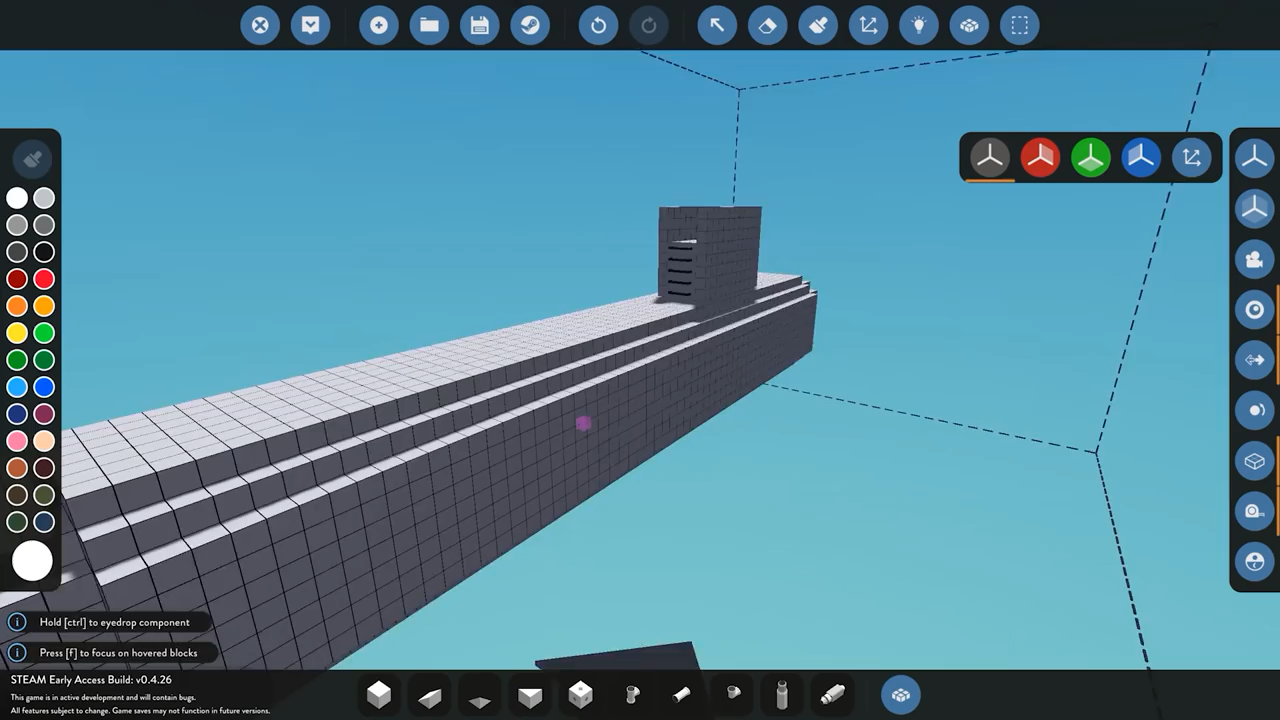 Hold [ctrl] to eyedrop component
Press [f] to focus on hovered blocks
STEAM Early Access Build: v0.4.26
This game is in active development and will contain bugs.
All features subject to change. Game saves may not function in future versions.